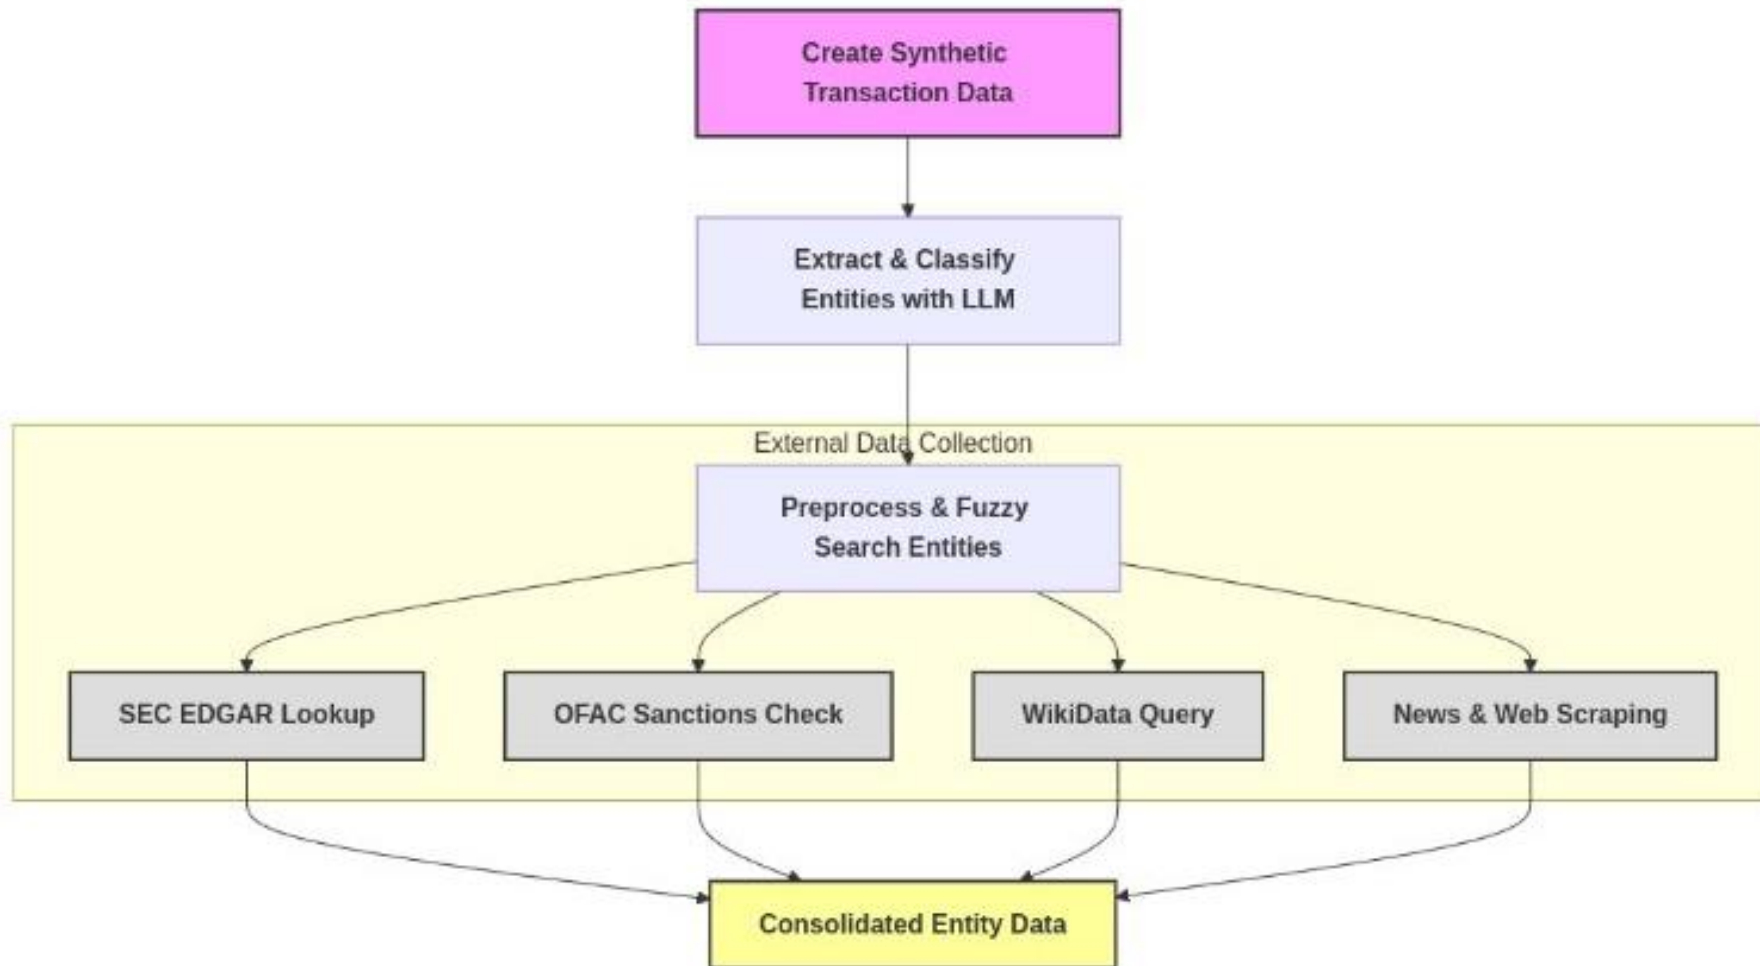 Create Synthetic
Transaction Data
Extract & Classify
Entities with LLM
External Data Collection
Preprocess & Fuzzy
Search Entities
SEC EDGAR Lookup
OFAC Sanctions Check
WikiData Query
News & Web Scraping
Consolidated Entity Data